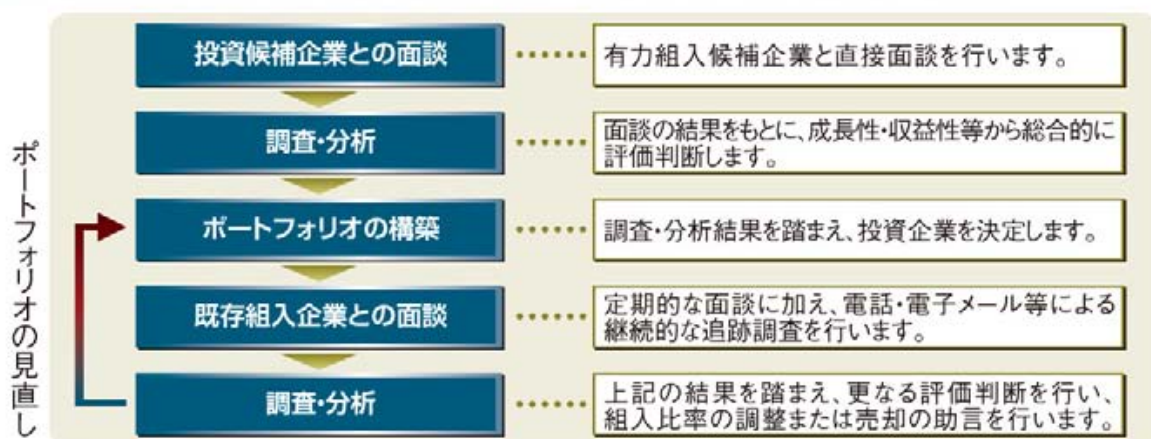 投資候補企業との面談
有力組入候補企業と直接面談を行います。
調査・分析
面談の結果をもとに、成長性・収益性等から総合的に
評価判断します。
ポートフォリオの構築
調査・分析結果を踏まえ、投資企業を決定します。
既存組入企業との面談
定期的な面談に加え、電話・電子メール等による
継続的な追跡調査を行います。
調査・分析
上記の結果を踏まえ、更なる評価判断を行い、
組入比率の調整または売却の助言を行います。
ポートフォリオの見直し